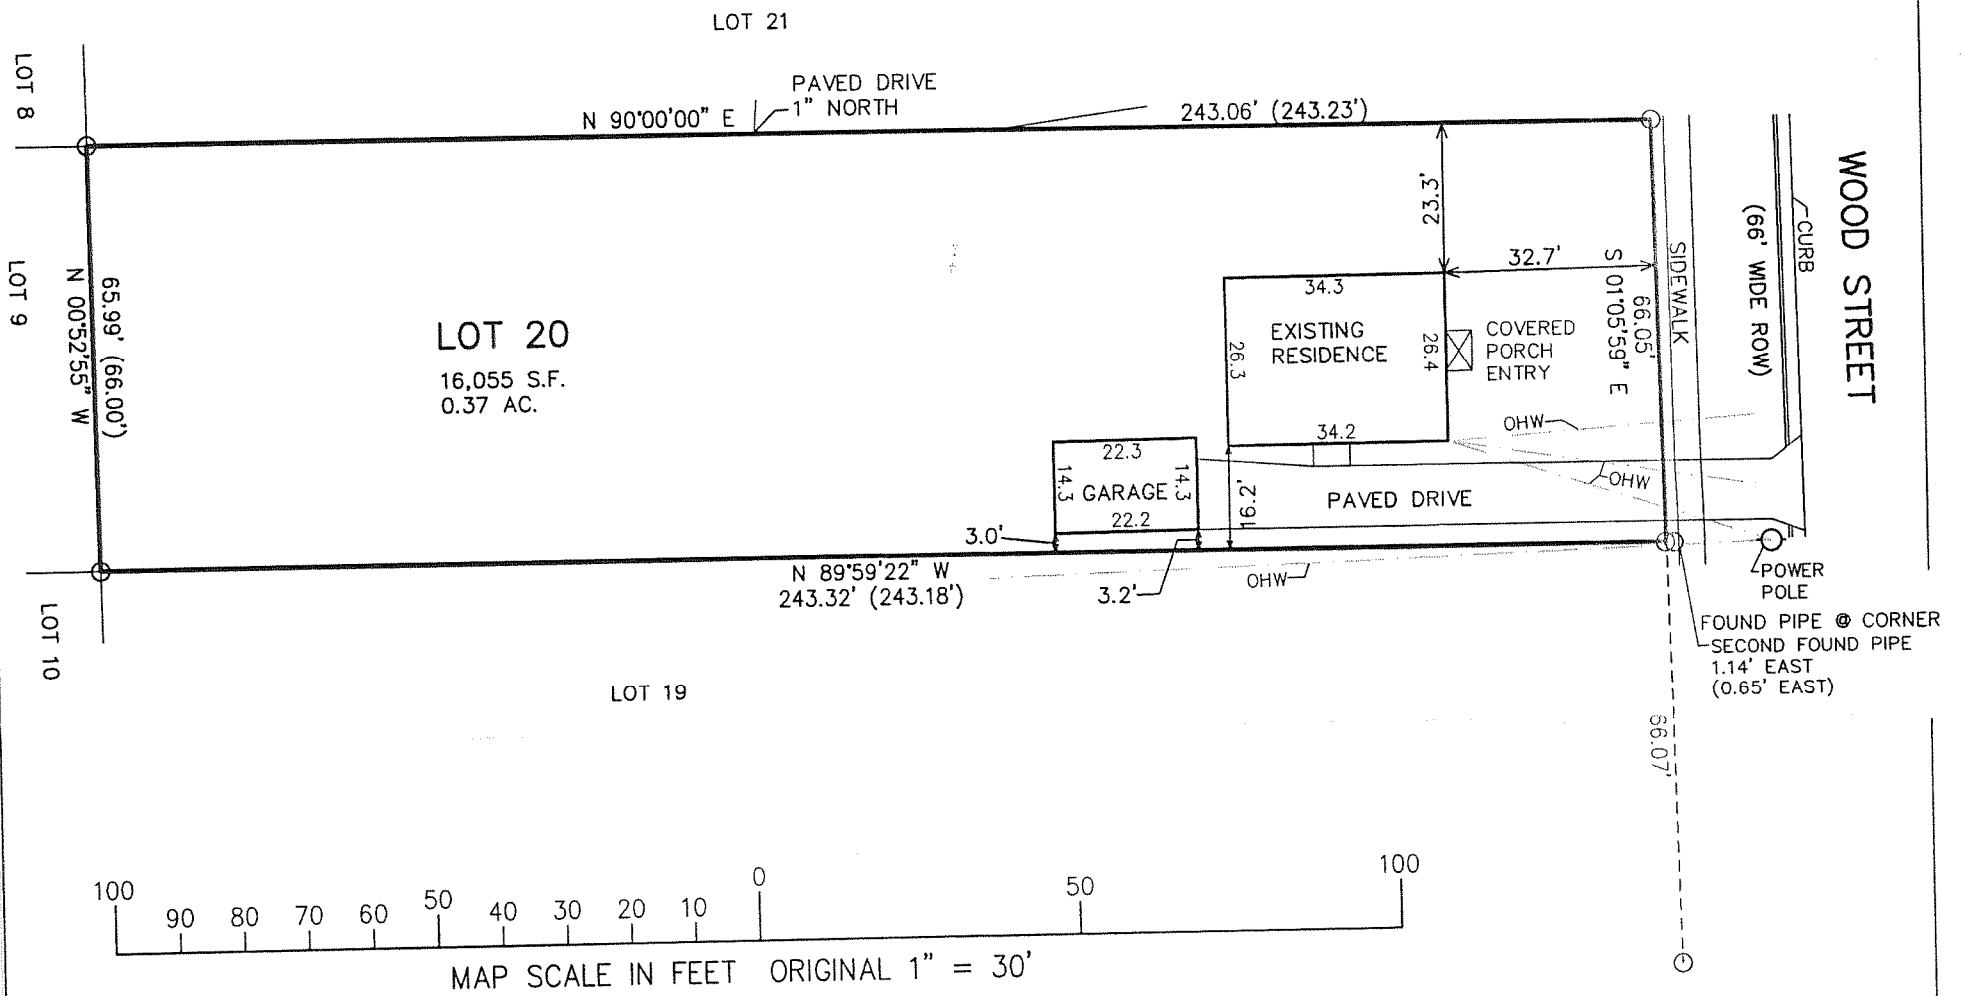 LOT 21
LOT 8
PAVED DRIVE
1" NORTH
N 90°00'00" E
243.06' (243.23')
WOOD STREET
(66' WIDE ROW)
CURB
SIDEWALK
23.3'
32.7'
S 01°05'59" E
66.05'
LOT 9
N 00°52'55" W
65.99' (66.00')
LOT 20
16,055 S.F.
0.37 AC.
34.3
EXISTING
RESIDENCE
26.3
26.4
34.2
COVERED
PORCH
ENTRY
OHW
OHW
22.3
14.3
GARAGE
14.3
22.2
16.2'
PAVED DRIVE
3.0'
3.2'
N 89°59'22" W
243.32' (243.18')
OHW
POWER
POLE
FOUND PIPE @ CORNER
SECOND FOUND PIPE
1.14' EAST
(0.65' EAST)
LOT 10
LOT 19
66.07'
100
90
80
70
60
50
40
30
20
10
0
50
100
MAP SCALE IN FEET ORIGINAL 1" = 30'